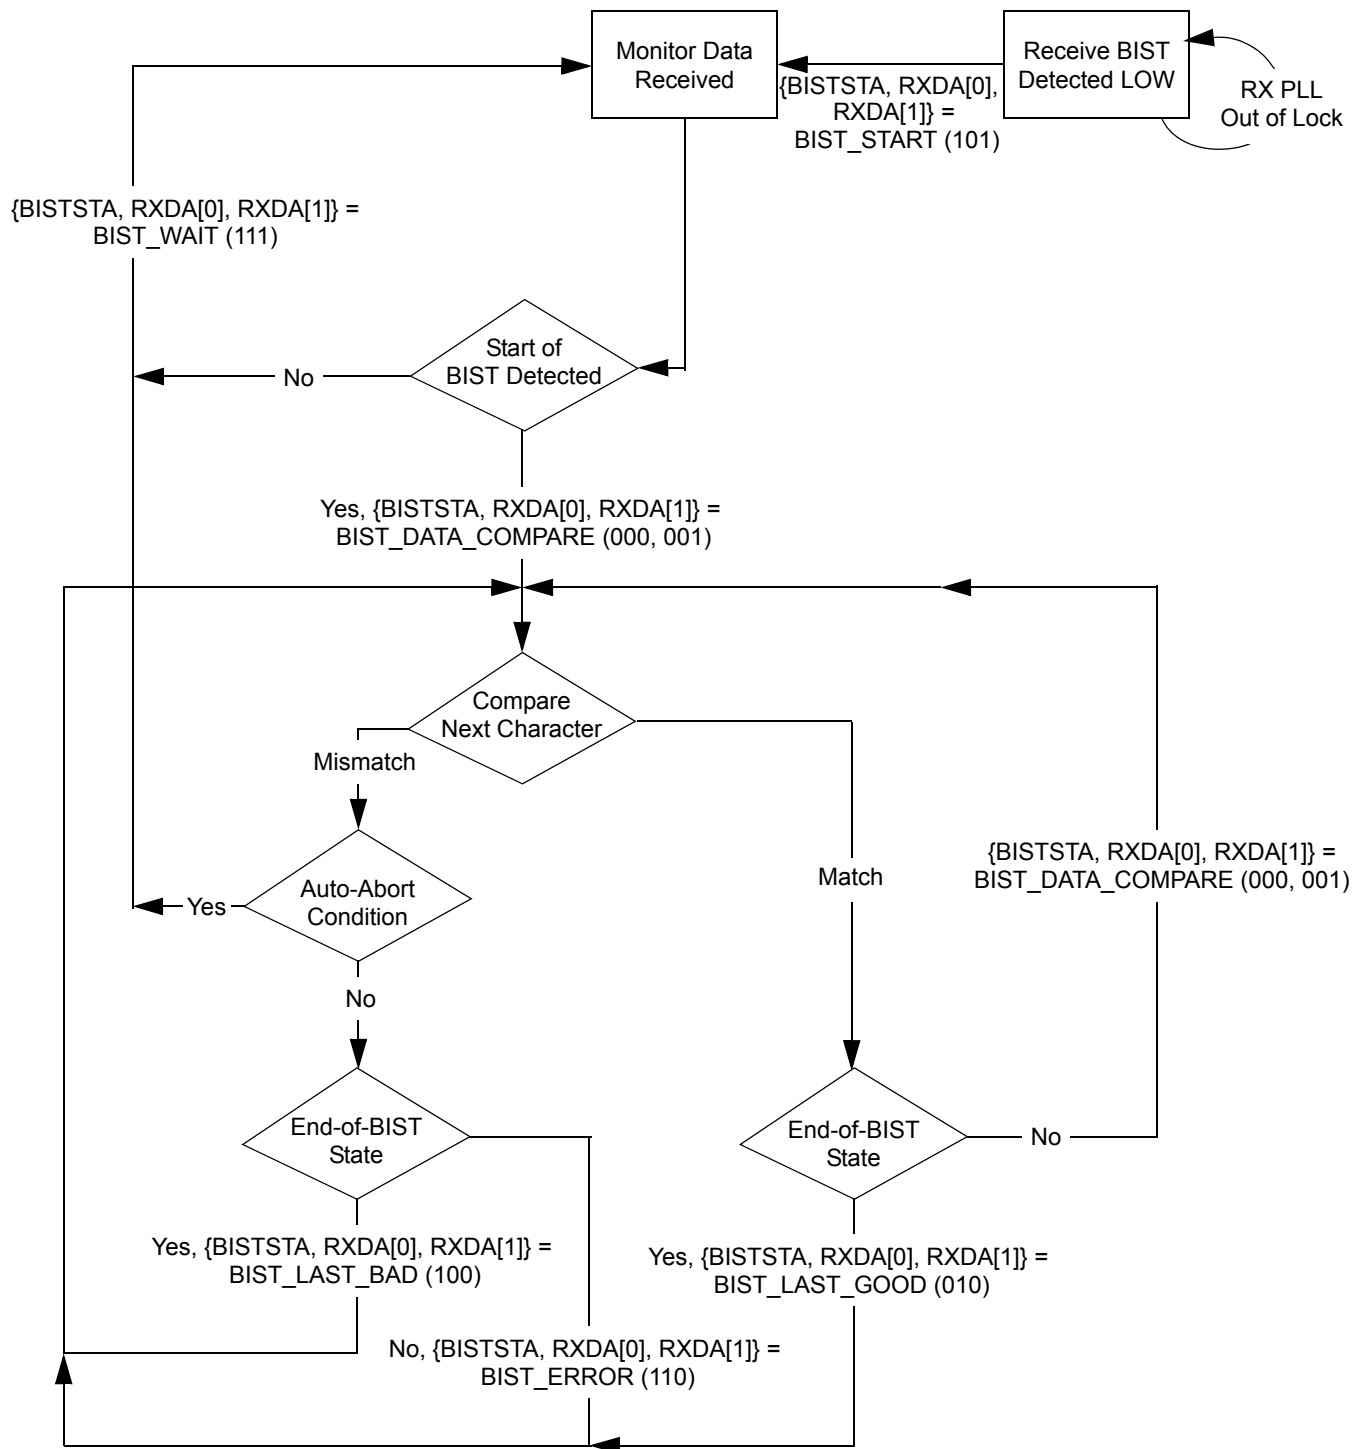 Monitor Data
Received
Receive BIST
Detected LOW
RX PLL
Out of Lock
{BISTSTA, RXDA[0],
RXDA[1]} =
BIST_START (101)
{BISTSTA, RXDA[0], RXDA[1]} =
BIST_WAIT (111)
Start of
BIST Detected
No
Yes, {BISTSTA, RXDA[0], RXDA[1]} =
BIST_DATA_COMPARE (000, 001)
Compare
Next Character
Mismatch
Match
{BISTSTA, RXDA[0], RXDA[1]} =
BIST_DATA_COMPARE (000, 001)
Auto-Abort
Condition
Yes
No
End-of-BIST
State
End-of-BIST
State
No
Yes, {BISTSTA, RXDA[0], RXDA[1]} =
BIST_LAST_BAD (100)
Yes, {BISTSTA, RXDA[0], RXDA[1]} =
BIST_LAST_GOOD (010)
No, {BISTSTA, RXDA[0], RXDA[1]} =
BIST_ERROR (110)